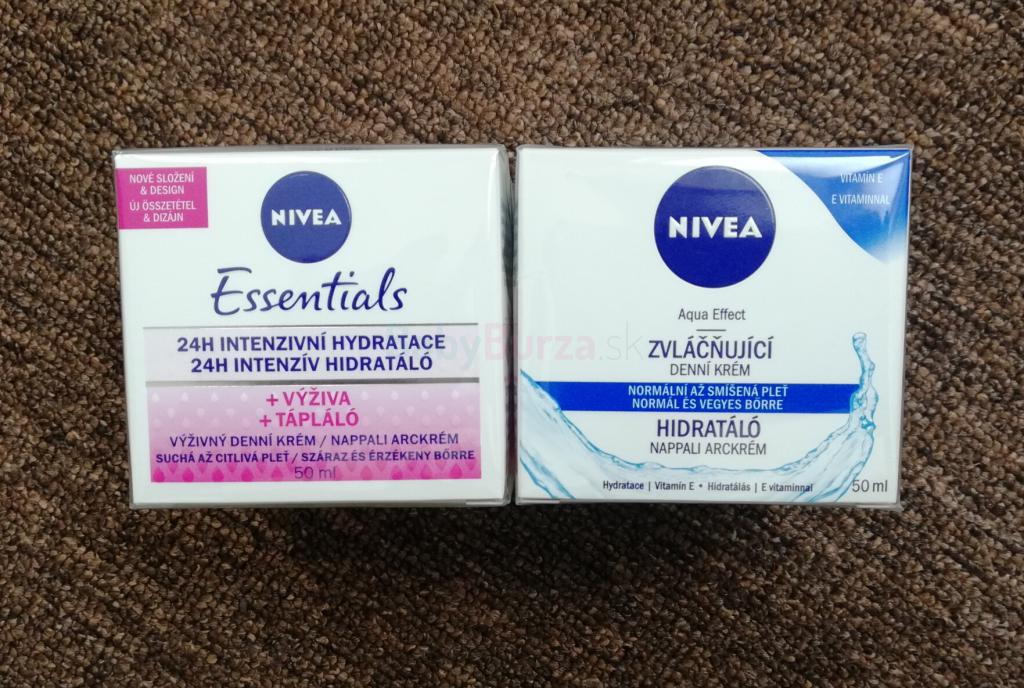 NOVÉ SLOŽENÍ
& DESIGN
ÚJ ÖSSZETÉTEL
& DIZÁJN
NIVEA
Essentials
24H INTENZIVNÍ HYDRATACE
24H INTENZÍV HIDRATÁLÓ
+ VÝŽIVA
+ TÁPLÁLÓ
VÝŽIVNÝ DENNÍ KRÉM / NAPPALI ARCKRÉM
SUCHÁ AŽ CITLIVÁ PLEŤ / SZÁRAZ ÉS ÉRZÉKENY BŐRRE
50 ml
VITAMÍN E
E VITAMINNAL
NIVEA
Aqua Effect
ZVLÁČŇUJÍCÍ
DENNÍ KRÉM
NORMÁLNÍ AŽ SMÍŠENÁ PLEŤ
NORMÁL ÉS VEGYES BŐRRE
HIDRATÁLÓ
NAPPALI ARCKRÉM
Hydratace | Vitamín E • Hidratálás | E vitaminnal
50 ml
BabyBurza.sk